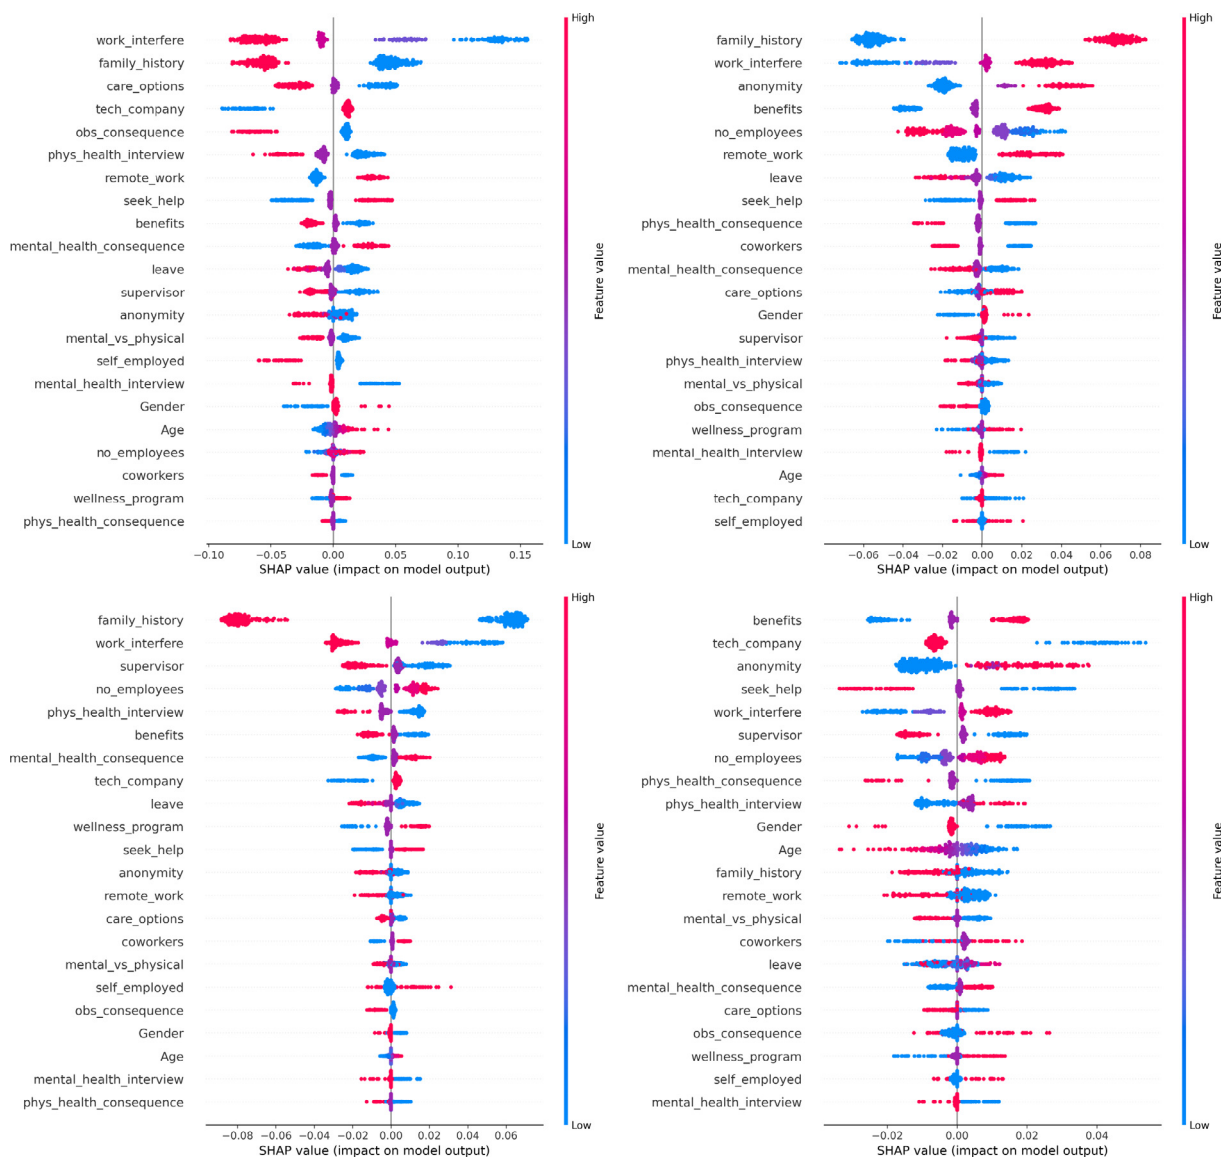 High
work_interfere
family_history
care_options
tech_company
obs_consequence
phys_health_interview
remote_work
seek_help
benefits
mental_health_consequence
leave
supervisor
anonymity
mental_vs_physical
self_employed
mental_health_interview
Gender
Age
no_employees
coworkers
wellness_program
phys_health_consequence
Feature value
Low
−0.10 −0.05 0.00 0.05 0.10 0.15
SHAP value (impact on model output)
High
family_history
work_interfere
anonymity
benefits
no_employees
remote_work
leave
seek_help
phys_health_consequence
coworkers
mental_health_consequence
care_options
Gender
supervisor
phys_health_interview
mental_vs_physical
obs_consequence
wellness_program
mental_health_interview
Age
tech_company
self_employed
Feature value
Low
−0.06 −0.04 −0.02 0.00 0.02 0.04 0.06 0.08
SHAP value (impact on model output)
High
family_history
work_interfere
supervisor
no_employees
phys_health_interview
benefits
mental_health_consequence
tech_company
leave
wellness_program
seek_help
anonymity
remote_work
care_options
coworkers
mental_vs_physical
self_employed
obs_consequence
Gender
Age
mental_health_interview
phys_health_consequence
Feature value
Low
−0.08 −0.06 −0.04 −0.02 0.00 0.02 0.04 0.06
SHAP value (impact on model output)
High
benefits
tech_company
anonymity
seek_help
work_interfere
supervisor
no_employees
phys_health_consequence
phys_health_interview
Gender
Age
family_history
remote_work
mental_vs_physical
coworkers
leave
mental_health_consequence
care_options
obs_consequence
wellness_program
self_employed
mental_health_interview
Feature value
Low
−0.02 0.00 0.02 0.04
SHAP value (impact on model output)